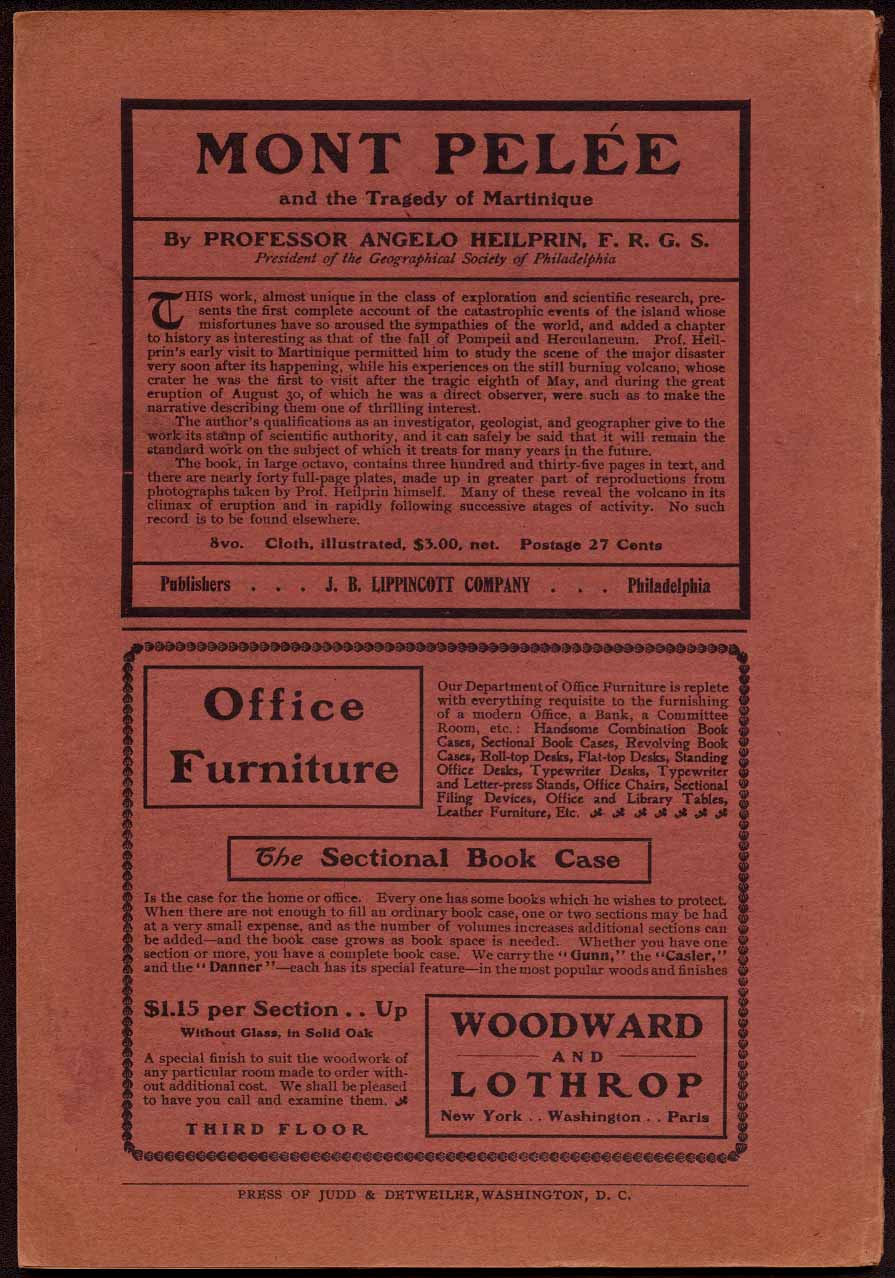 MONT PELÉE
and the Tragedy of Martinique
By PROFESSOR ANGELO HEILPRIN, F. R. G. S.
President of the Geographical Society of Philadelphia
THIS work, almost unique in the class of exploration and scientific research, pre-
sents the first complete account of the catastrophic events of the island whose
misfortunes have so aroused the sympathies of the world, and added a chapter
to history as interesting as that of the fall of Pompeii and Herculaneum. Prof. Heil-
prin's early visit to Martinique permitted him to study the scene of the major disaster
very soon after its happening, while his experiences on the still burning volcano, whose
crater he was the first to visit after the tragic eighth of May, and during the great
eruption of August 30, of which he was a direct observer, were such as to make the
narrative describing them one of thrilling interest.
The author's qualifications as an investigator, geologist, and geographer give to the
work its stamp of scientific authority, and it can safely be said that it will remain the
standard work on the subject of which it treats for many years in the future.
The book, in large octavo, contains three hundred and thirty-five pages in text, and
there are nearly forty full-page plates, made up in greater part of reproductions from
photographs taken by Prof. Heilprin himself. Many of these reveal the volcano in its
climax of eruption and in rapidly following successive stages of activity. No such
record is to be found elsewhere.
8vo. Cloth, illustrated, $3.00, net. Postage 27 Cents
Publishers . . . J. B. LIPPINCOTT COMPANY . . . Philadelphia
Office
Furniture
Our Department of Office Furniture is replete
with everything requisite to the furnishing
of a modern Office, a Bank, a Committee
Room, etc.: Handsome Combination Book
Cases, Sectional Book Cases, Revolving Book
Cases, Roll-top Desks, Flat-top Desks, Standing
Office Desks, Typewriter Desks, Typewriter
and Letter-press Stands, Office Chairs, Sectional
Filing Devices, Office and Library Tables,
Leather Furniture, Etc.
The Sectional Book Case
Is the case for the home or office. Every one has some books which he wishes to protect.
When there are not enough to fill an ordinary book case, one or two sections may be had
at a very small expense, and as the number of volumes increases additional sections can
be added—and the book case grows as book space is needed. Whether you have one
section or more, you have a complete book case. We carry the "Gunn," the "Casler,"
and the "Danner"—each has its special feature—in the most popular woods and finishes
$1.15 per Section . . Up
Without Glass, in Solid Oak
A special finish to suit the woodwork of
any particular room made to order with-
out additional cost. We shall be pleased
to have you call and examine them.
THIRD FLOOR
WOODWARD
AND
LOTHROP
New York . . Washington . . Paris
PRESS OF JUDD & DETWEILER, WASHINGTON, D. C.